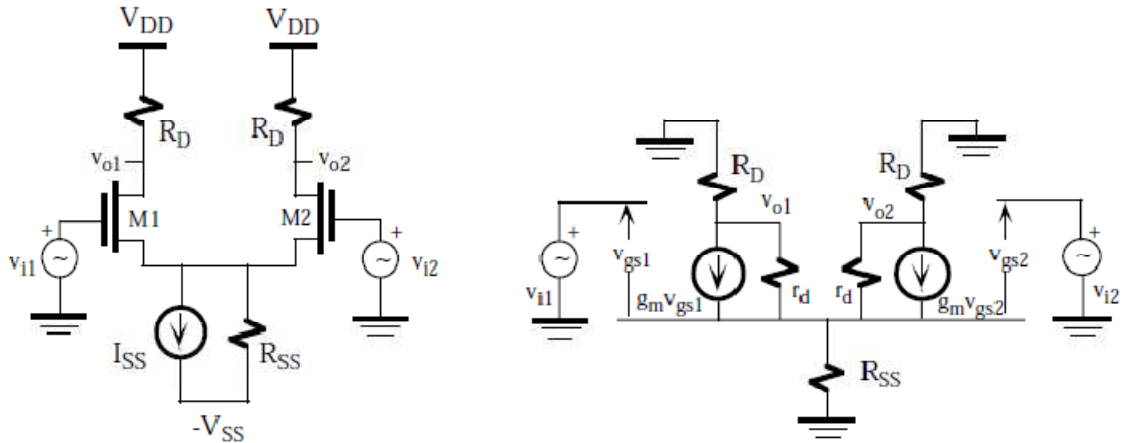 V_DD
V_DD
R_D
R_D
v_o1
v_o2
M1
M2
+
~
v_i1
+
~
v_i2
I_SS
R_SS
-V_SS
R_D
R_D
v_o1
v_o2
+
~
v_i1
v_gs1
g_m v_gs1
r_d
r_d
g_m v_gs2
v_gs2
+
~
v_i2
R_SS